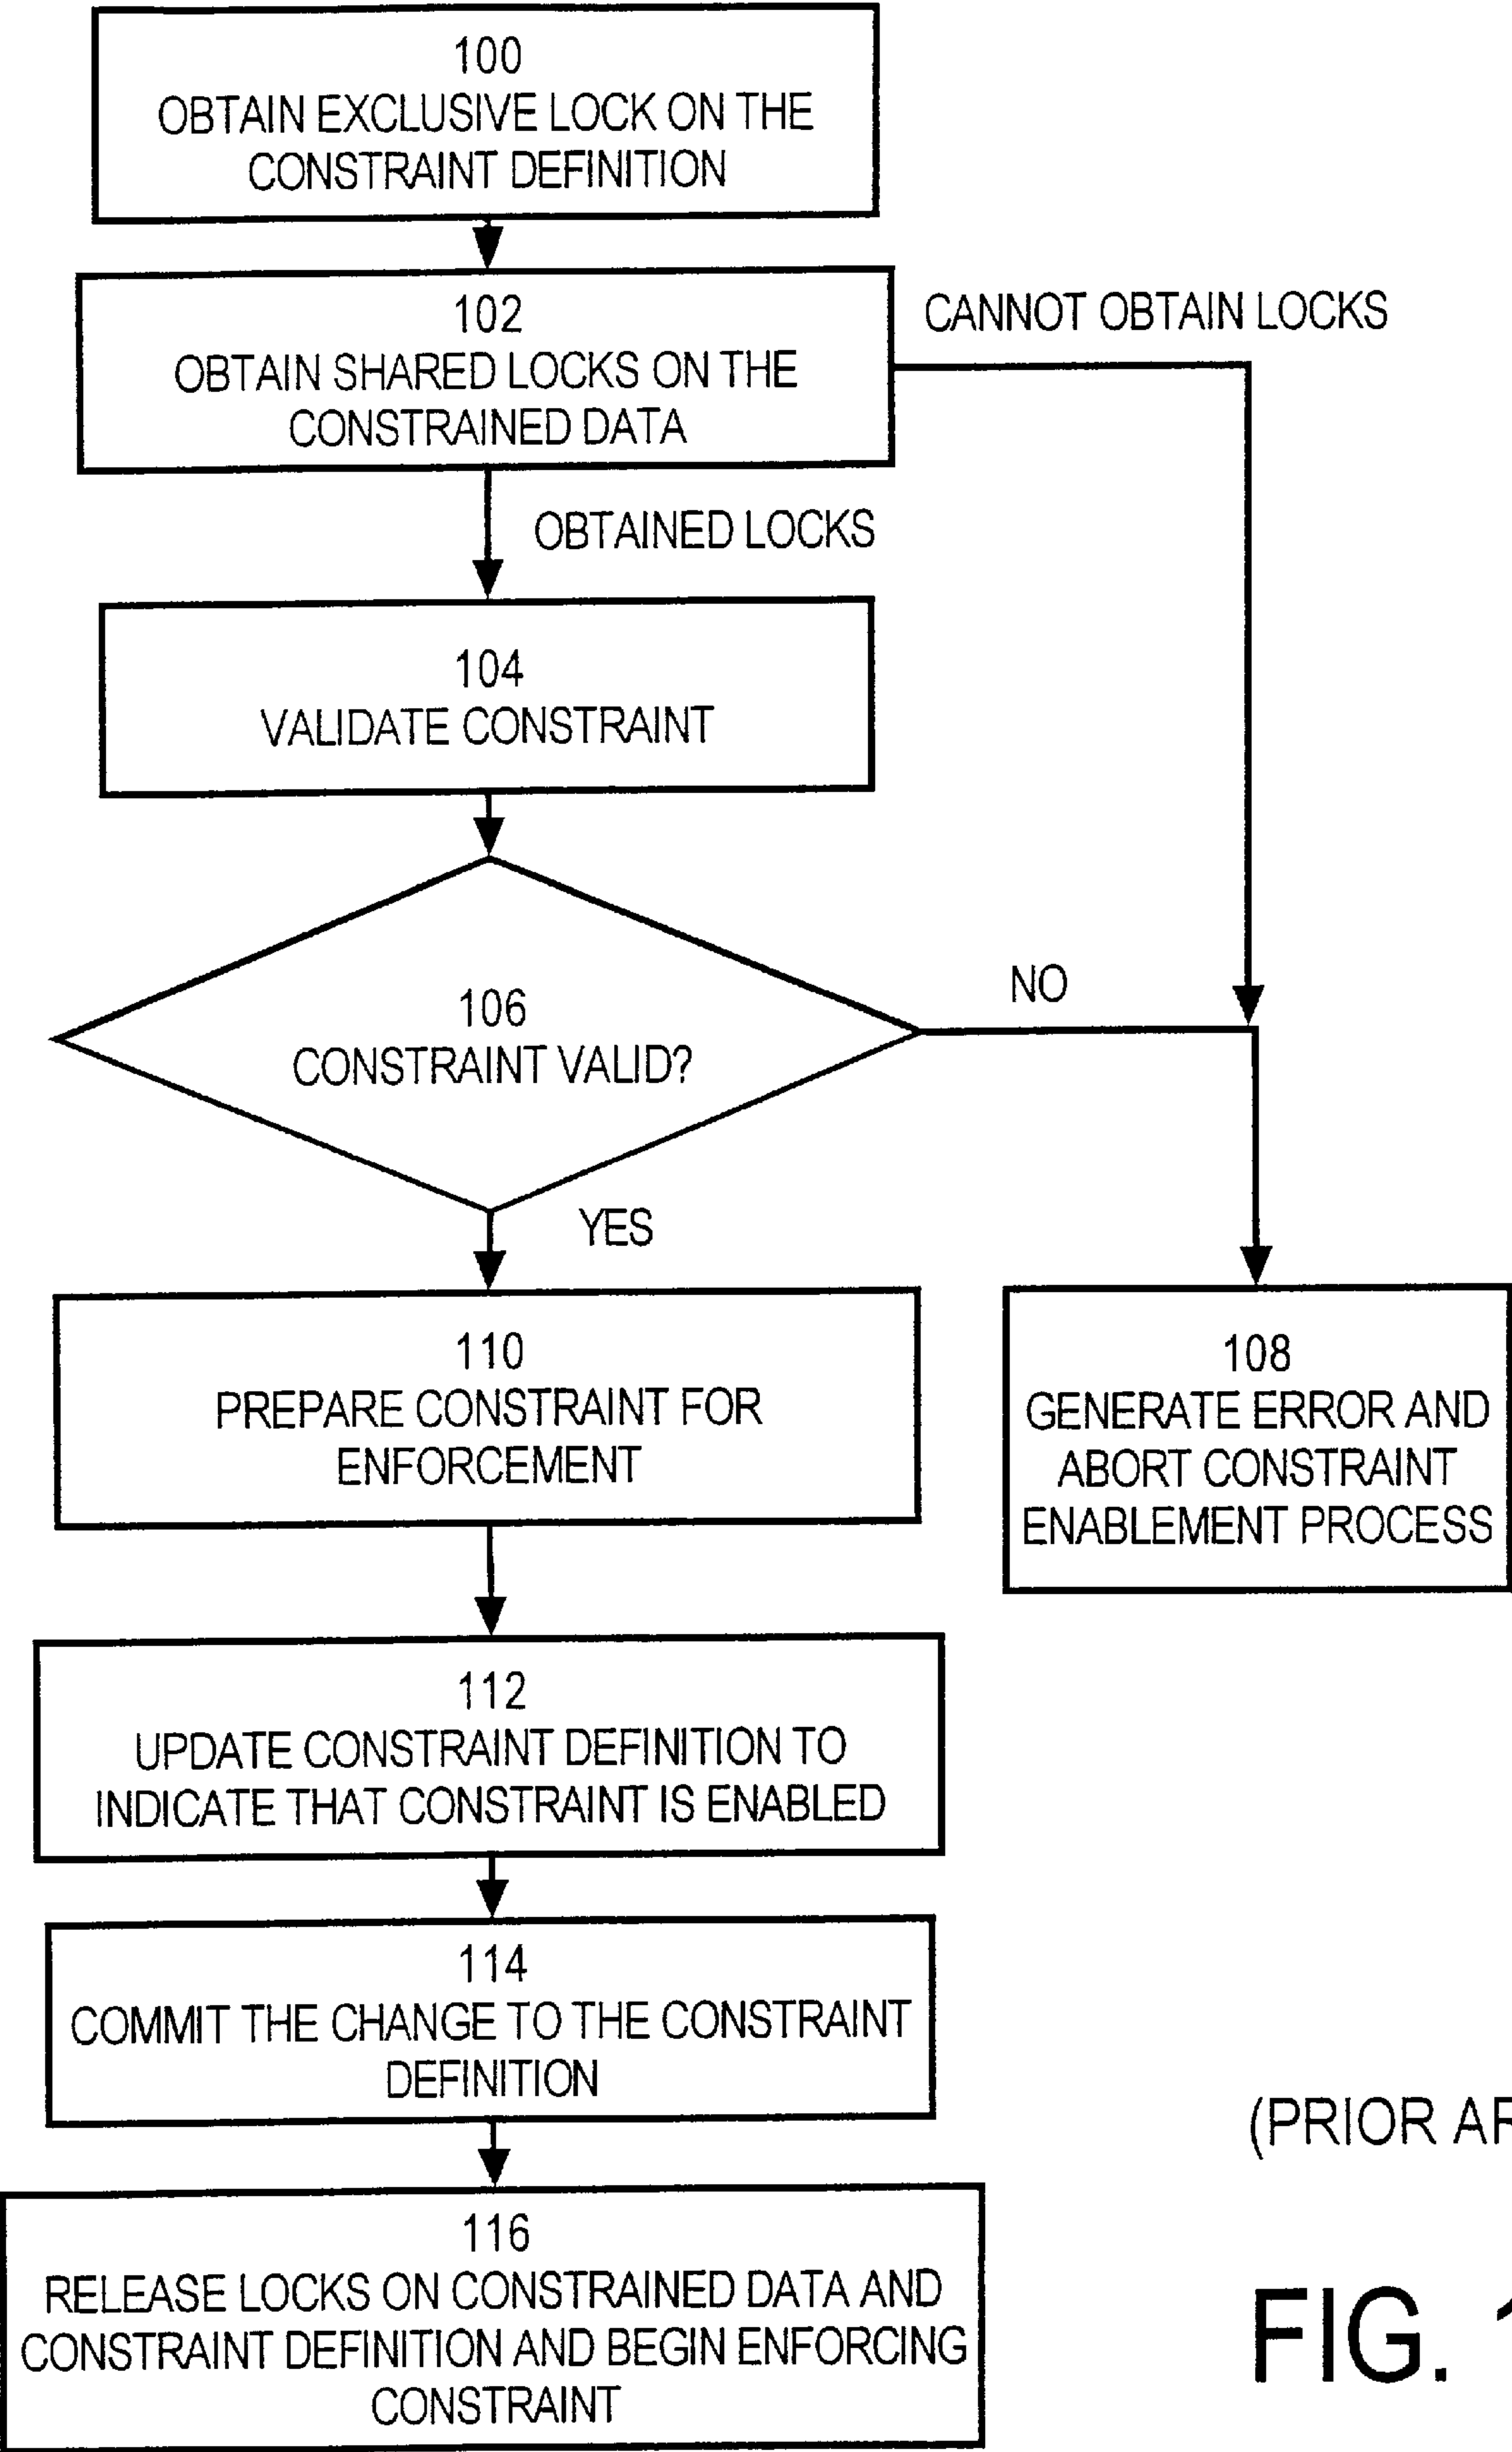 100
OBTAIN EXCLUSIVE LOCK ON THE
CONSTRAINT DEFINITION
102
OBTAIN SHARED LOCKS ON THE
CONSTRAINED DATA
CANNOT OBTAIN LOCKS
OBTAINED LOCKS
104
VALIDATE CONSTRAINT
106
CONSTRAINT VALID?
NO
YES
110
PREPARE CONSTRAINT FOR
ENFORCEMENT
108
GENERATE ERROR AND
ABORT CONSTRAINT
ENABLEMENT PROCESS
112
UPDATE CONSTRAINT DEFINITION TO
INDICATE THAT CONSTRAINT IS ENABLED
114
COMMIT THE CHANGE TO THE CONSTRAINT
DEFINITION
(PRIOR
116
RELEASE LOCKS ON CONSTRAINED DATA AND
CONSTRAINT DEFINITION AND BEGIN ENFORCING
CONSTRAINT
FIG.